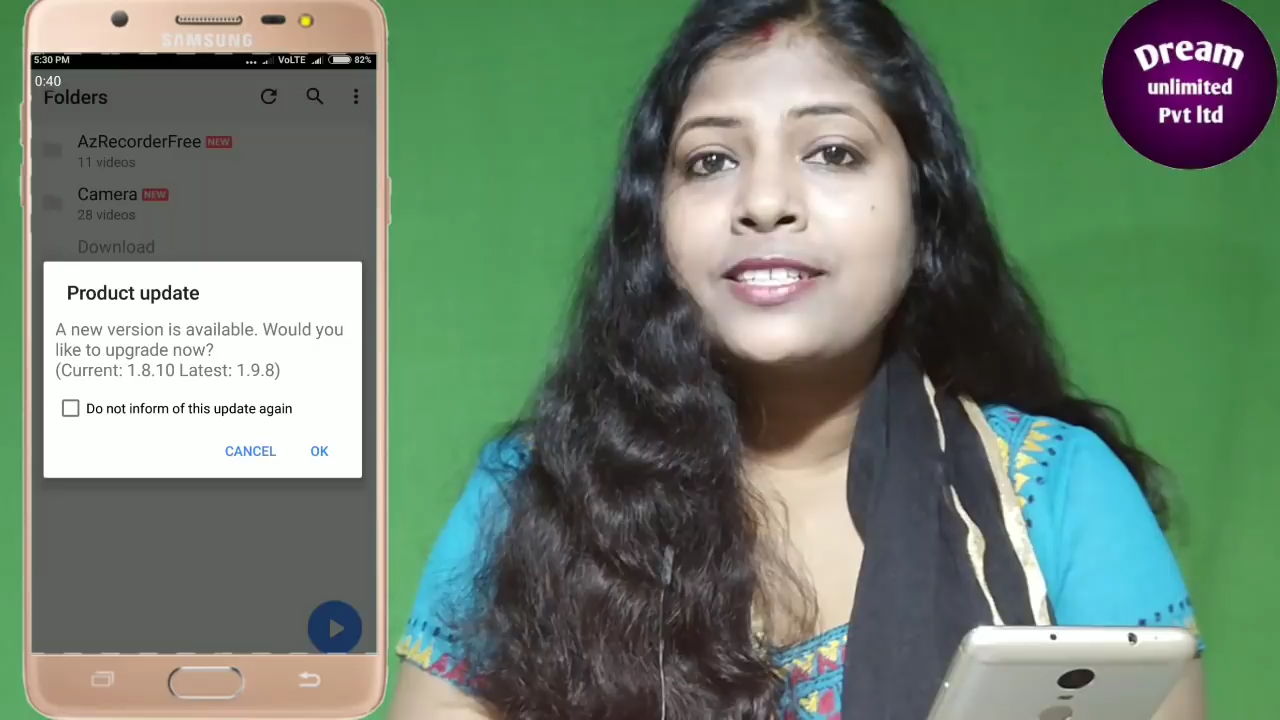 SAMSUNG
5:30 PM
... VoLTE 82%
0:40
Folders
AzRecorderFree NEW
11 videos
Camera NEW
28 videos
Download
Product update
A new version is available. Would you
like to upgrade now?
(Current: 1.8.10 Latest: 1.9.8)
Do not inform of this update again
CANCEL OK
Dream
unlimited
Pvt ltd